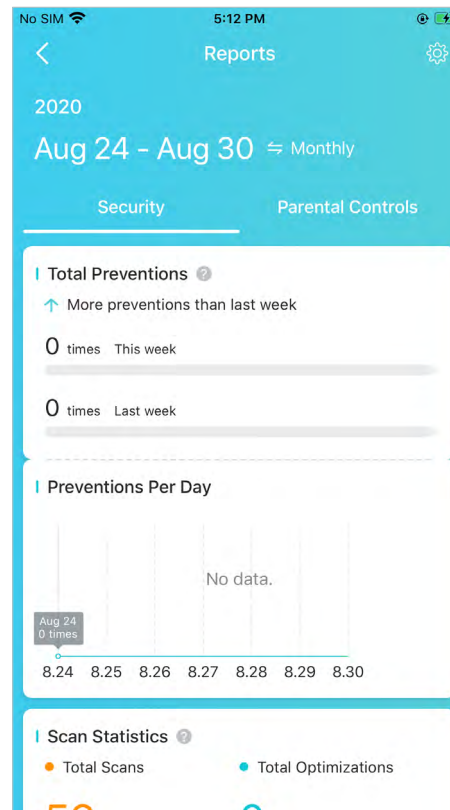 No SIM 5:12 PM
Reports
2020
Aug 24 - Aug 30 ⇋ Monthly
Security Parental Controls
Total Preventions ?
↑ More preventions than last week
0 times This week
0 times Last week
Preventions Per Day
No data.
Aug 24
0 times
8.24 8.25 8.26 8.27 8.28 8.29 8.30
Scan Statistics ?
Total Scans Total Optimizations